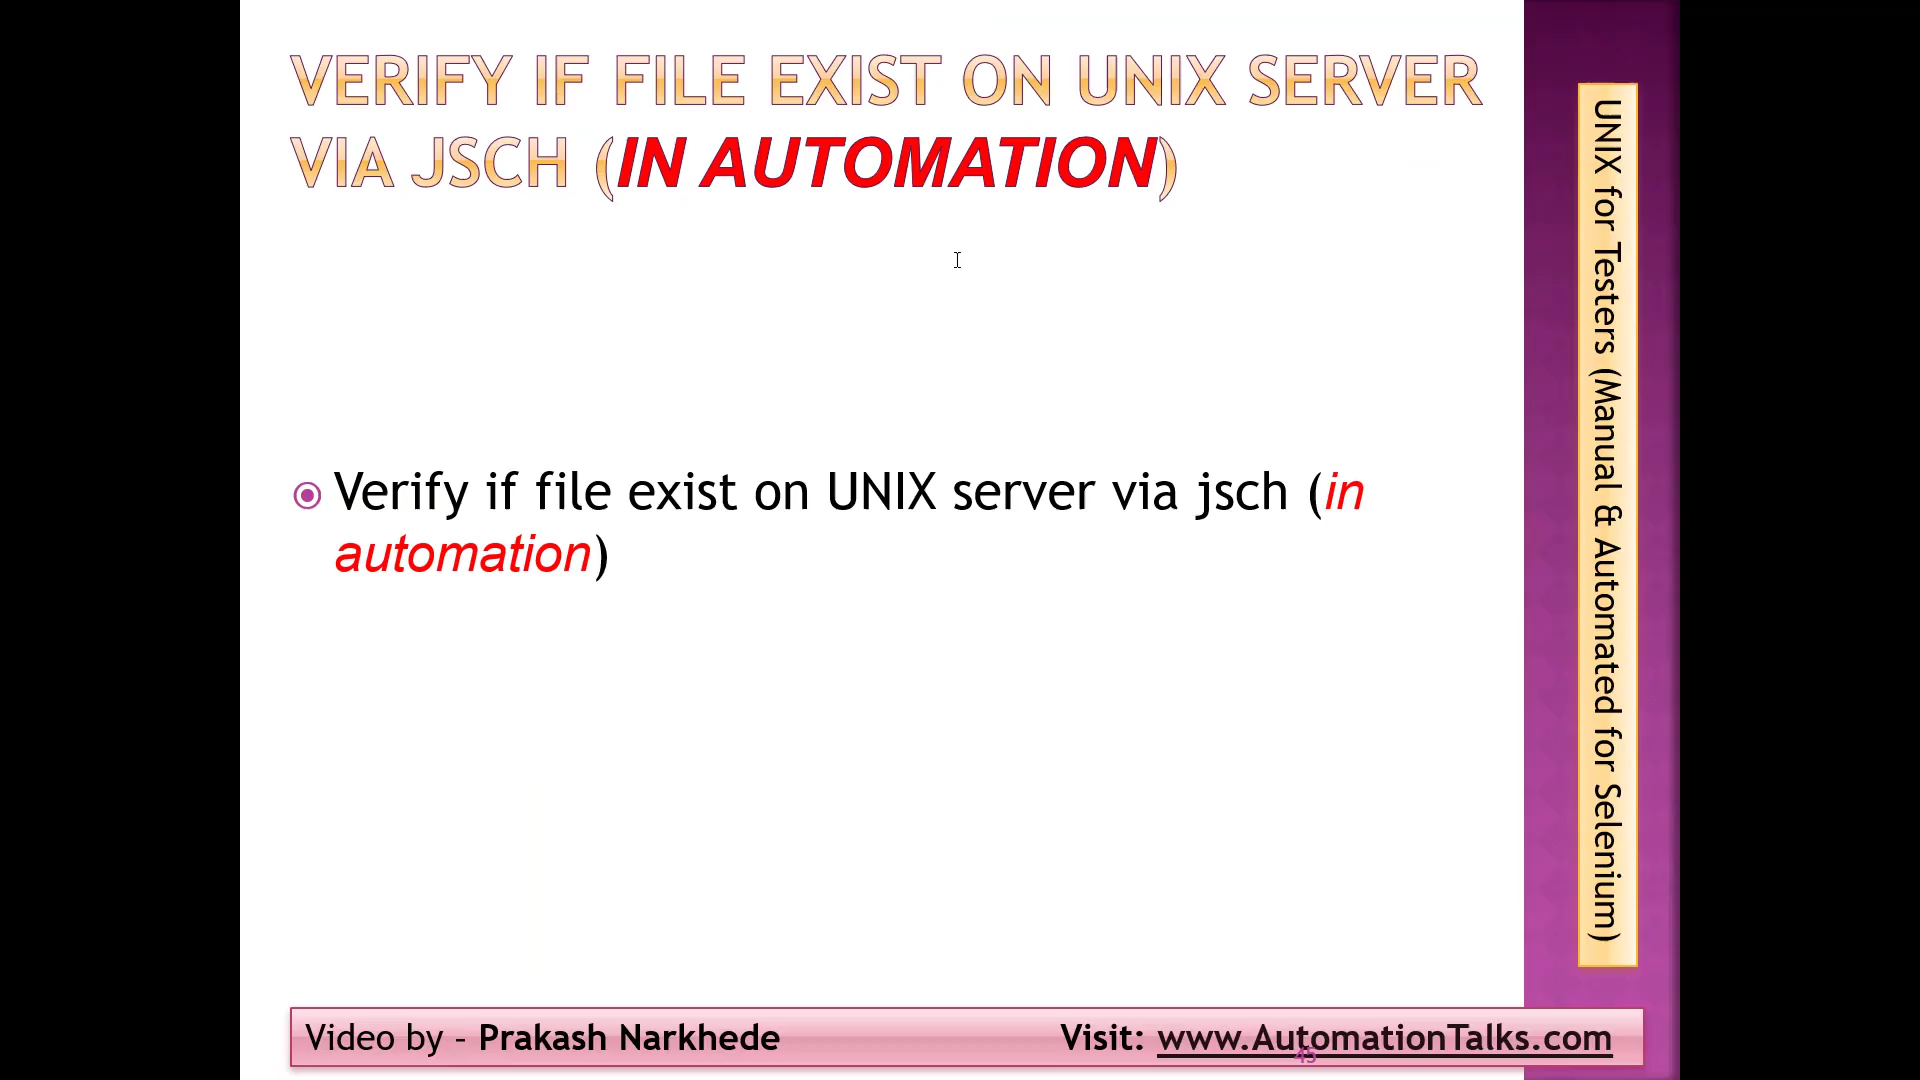 VERIFY IF FILE EXIST ON UNIX SERVER
VIA JSCH (IN AUTOMATION)
Verify if file exist on UNIX server via jsch (in
automation)
UNIX for Testers (Manual & Automated for Selenium)
Video by – Prakash Narkhede Visit: www.AutomationTalks.com
45